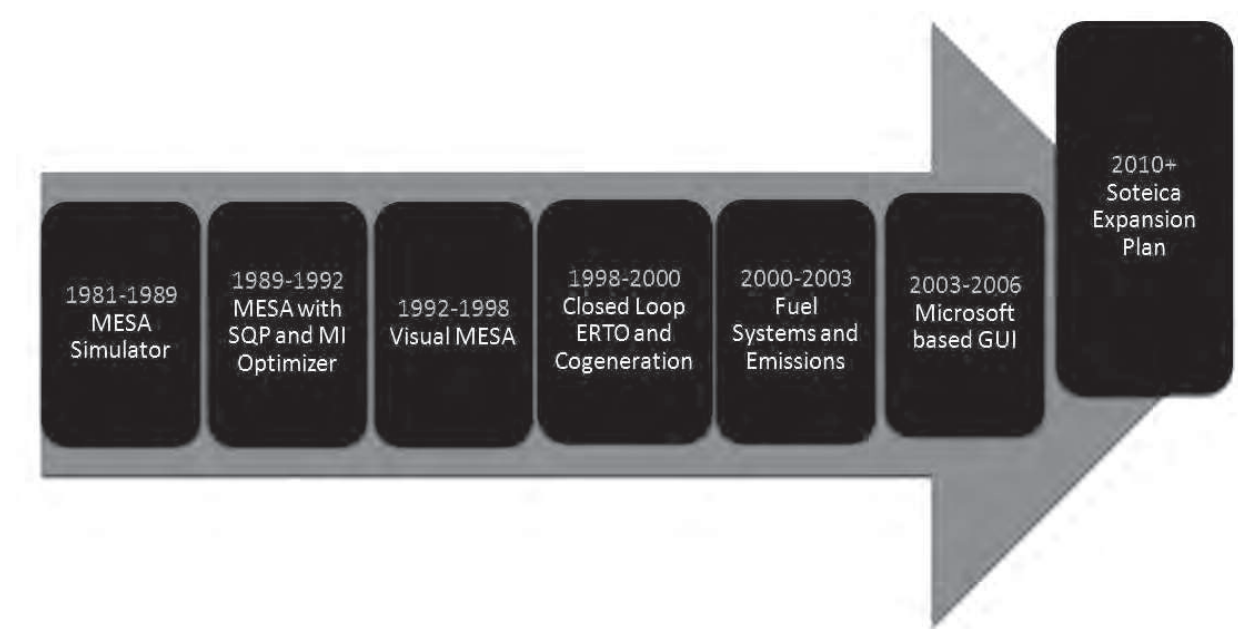 1981-1989
MESA
Simulator
1989-1992
MESA with
SQP and MI
Optimizer
1992-1998
Visual MESA
1998-2000
Closed Loop
ERTO and
Cogeneration
2000-2003
Fuel
Systems and
Emissions
2003-2006
Microsoft
based GUI
2010+
Soteica
Expansion
Plan